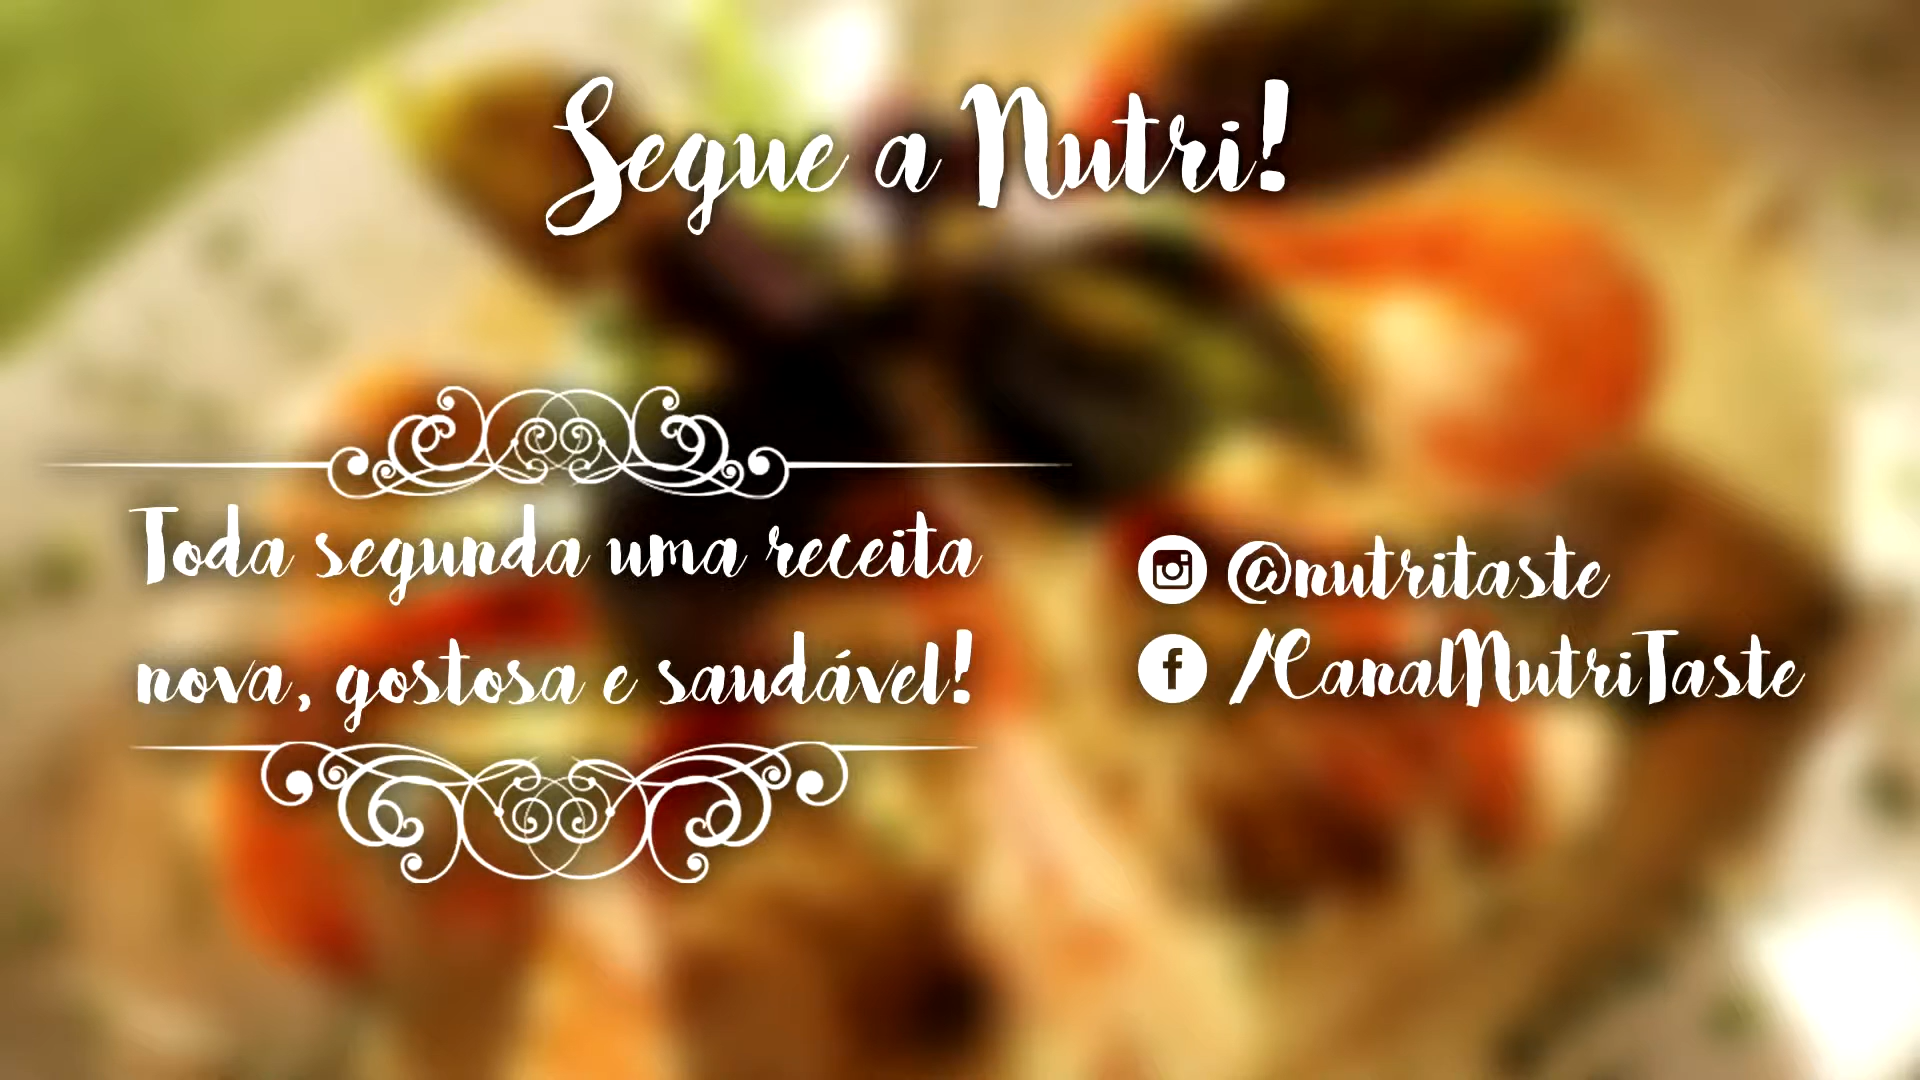 Segue a Nutri!
Toda segunda uma receita
nova, gostosa e saudável!
@nutritaste
/CanalNutriTaste